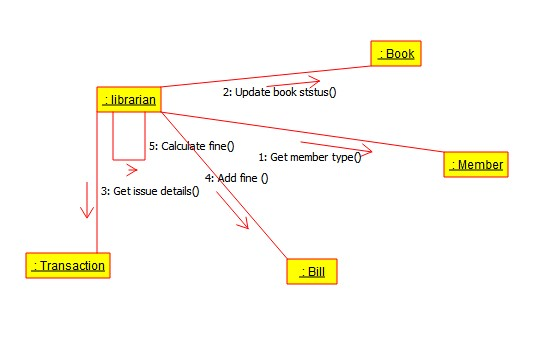 : Book
2: Update book ststus()
: librarian
5: Calculate fine()
1: Get member type()
: Member
4: Add fine ()
3: Get issue details()
: Transaction
: Bill